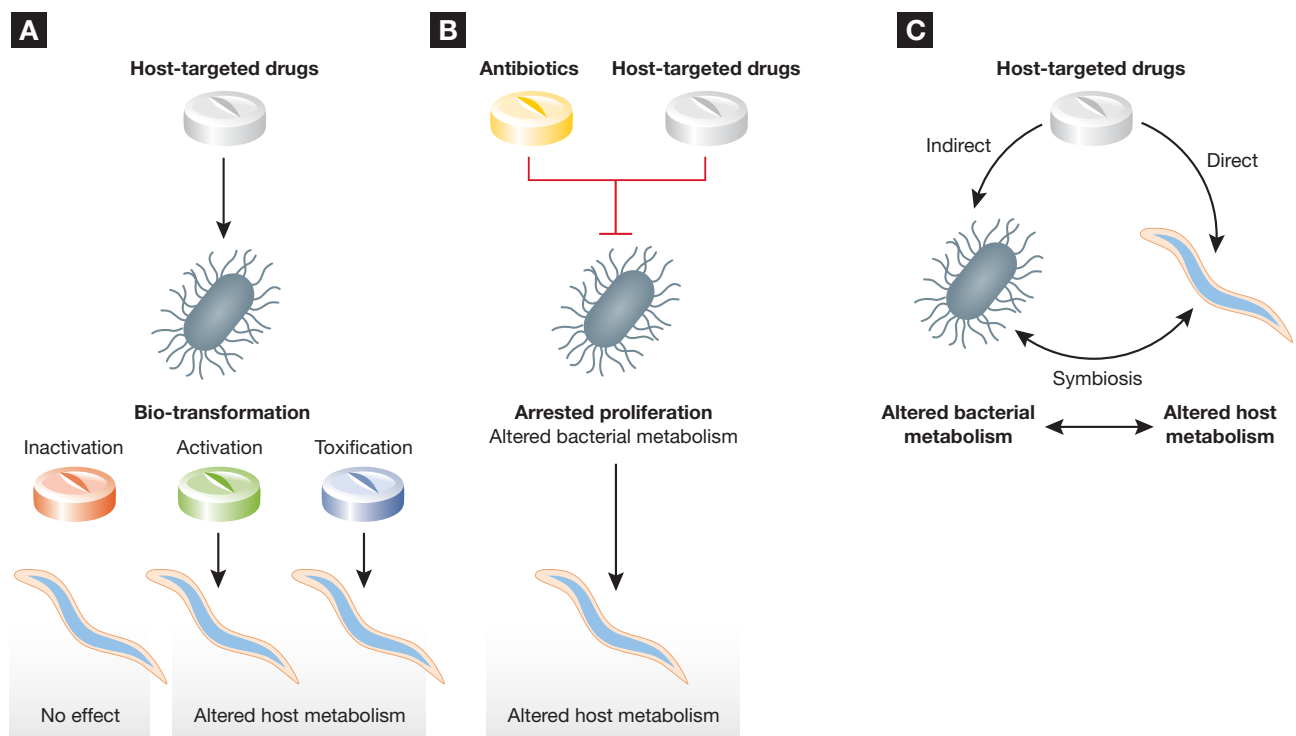 A
Host-targeted drugs
Bio-transformation
Inactivation
Activation
Toxification
No effect
Altered host metabolism
B
Antibiotics
Host-targeted drugs
Arrested proliferation
Altered bacterial metabolism
Altered host metabolism
C
Host-targeted drugs
Indirect
Direct
Symbiosis
Altered bacterial
metabolism
Altered host
metabolism